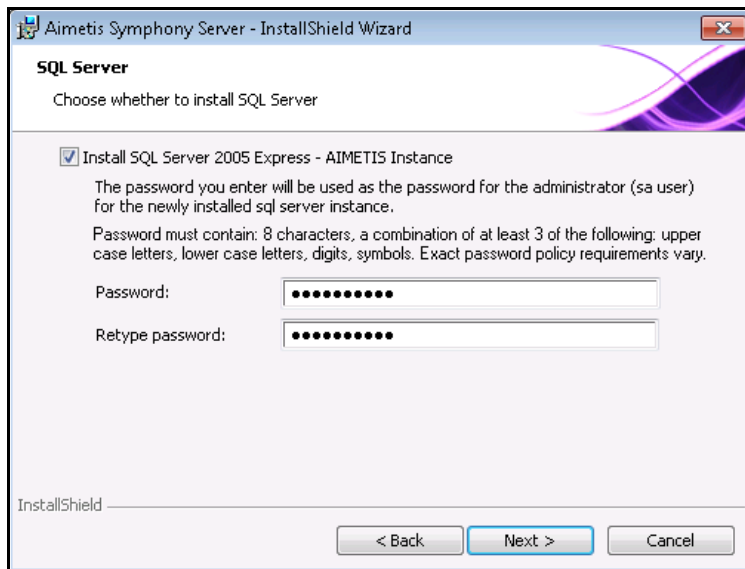 Aimetis Symphony Server - InstallShield Wizard
SQL Server
Choose whether to install SQL Server
Install SQL Server 2005 Express - AIMETIS Instance
The password you enter will be used as the password for the administrator (sa user)
for the newly installed sql server instance.
Password must contain: 8 characters, a combination of at least 3 of the following: upper
case letters, lower case letters, digits, symbols. Exact password policy requirements vary.
Password: ●●●●●●●●●●
Retype password: ●●●●●●●●●●
InstallShield
< Back Next > Cancel